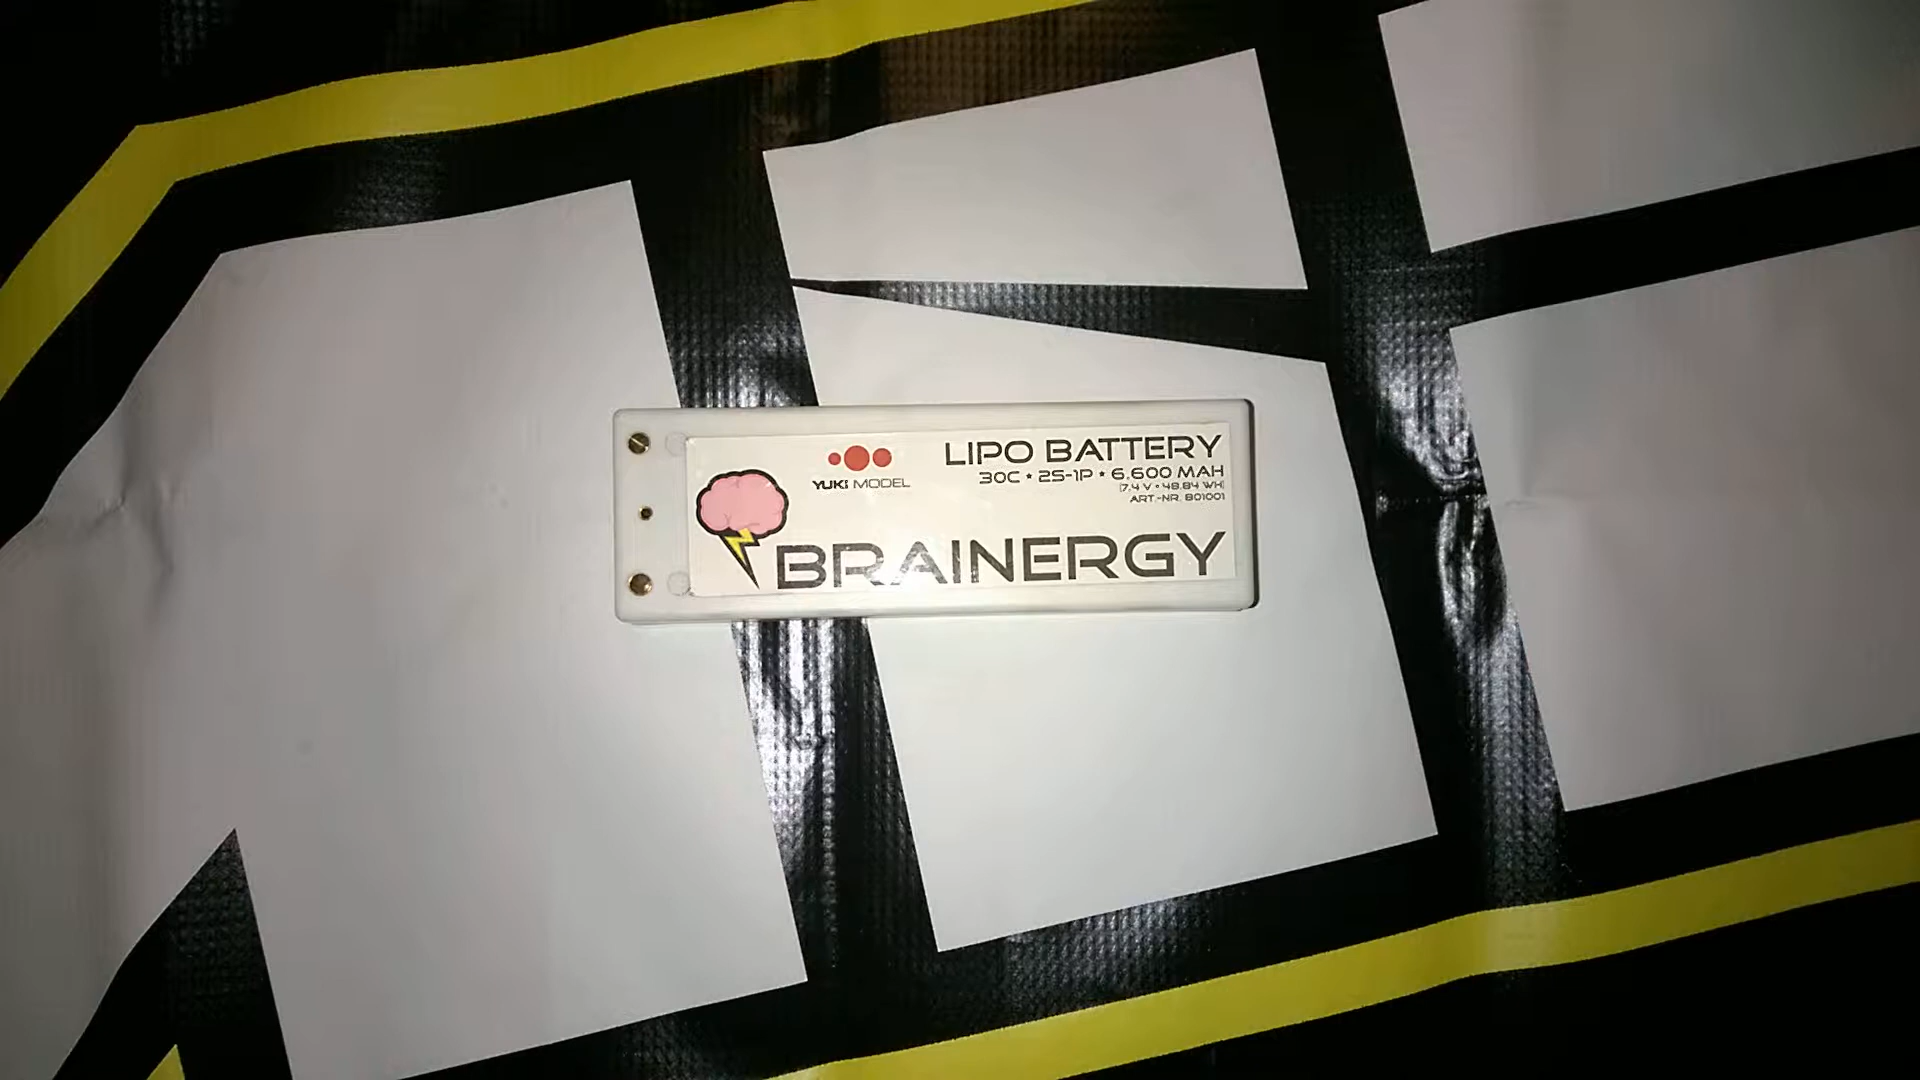 YUKI MODEL
LIPO BATTERY
30C • 2S-1P • 6.600 MAH
[7,4 V • 48.84 WH]
ART.-NR. 801001
BRAINERGY